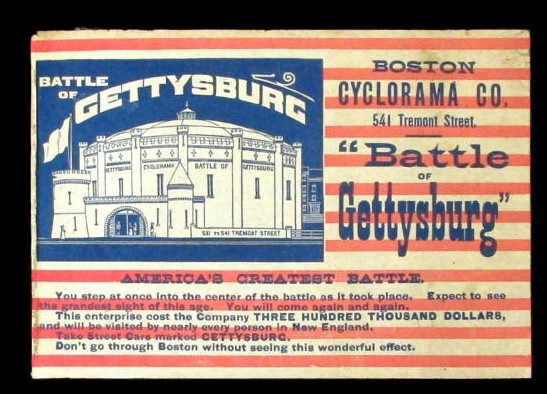 BATTLE
OF
GETTYSBURG
GETTYSBURG
CYCLORAMA
BATTLE OF
GETTYSBURG
531 TO 541 TREMONT STREET
BOSTON
CYCLORAMA CO.
541 Tremont Street.
"Battle
OF
Gettysburg"
AMERICA'S GREATEST BATTLE.
You step at once into the center of the battle as it took place. Expect to see
the grandest sight of this age. You will come again and again.
This enterprise cost the Company THREE HUNDRED THOUSAND DOLLARS,
and will be visited by nearly every person in New England.
Take Street Cars marked GETTYSBURG.
Don't go through Boston without seeing this wonderful effect.